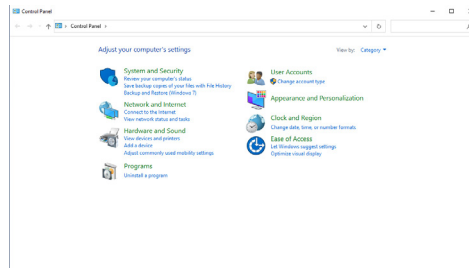 Control Panel
Control Panel
Adjust your computer's settings
View by: Category
System and Security
Review your computer's status
Save backup copies of your files with File History
Backup and Restore (Windows 7)
Network and Internet
Connect to the Internet
View network status and tasks
Hardware and Sound
View devices and printers
Add a device
Adjust commonly used mobility settings
Programs
Uninstall a program
User Accounts
Change account type
Appearance and Personalization
Clock and Region
Change date, time, or number formats
Ease of Access
Let Windows suggest settings
Optimize visual display